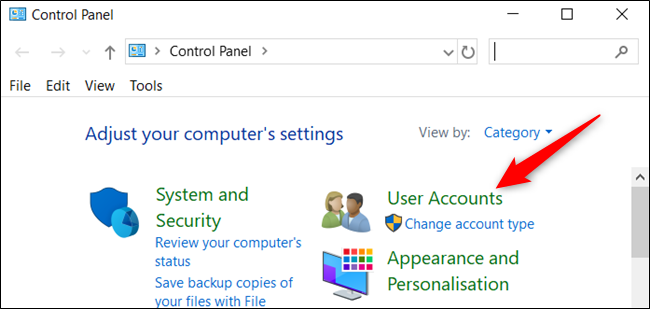 Control Panel
Control Panel
File Edit View Tools
Adjust your computer's settings
View by: Category
System and
Security
Review your computer's
status
Save backup copies of
your files with File
User Accounts
Change account type
Appearance and
Personalisation